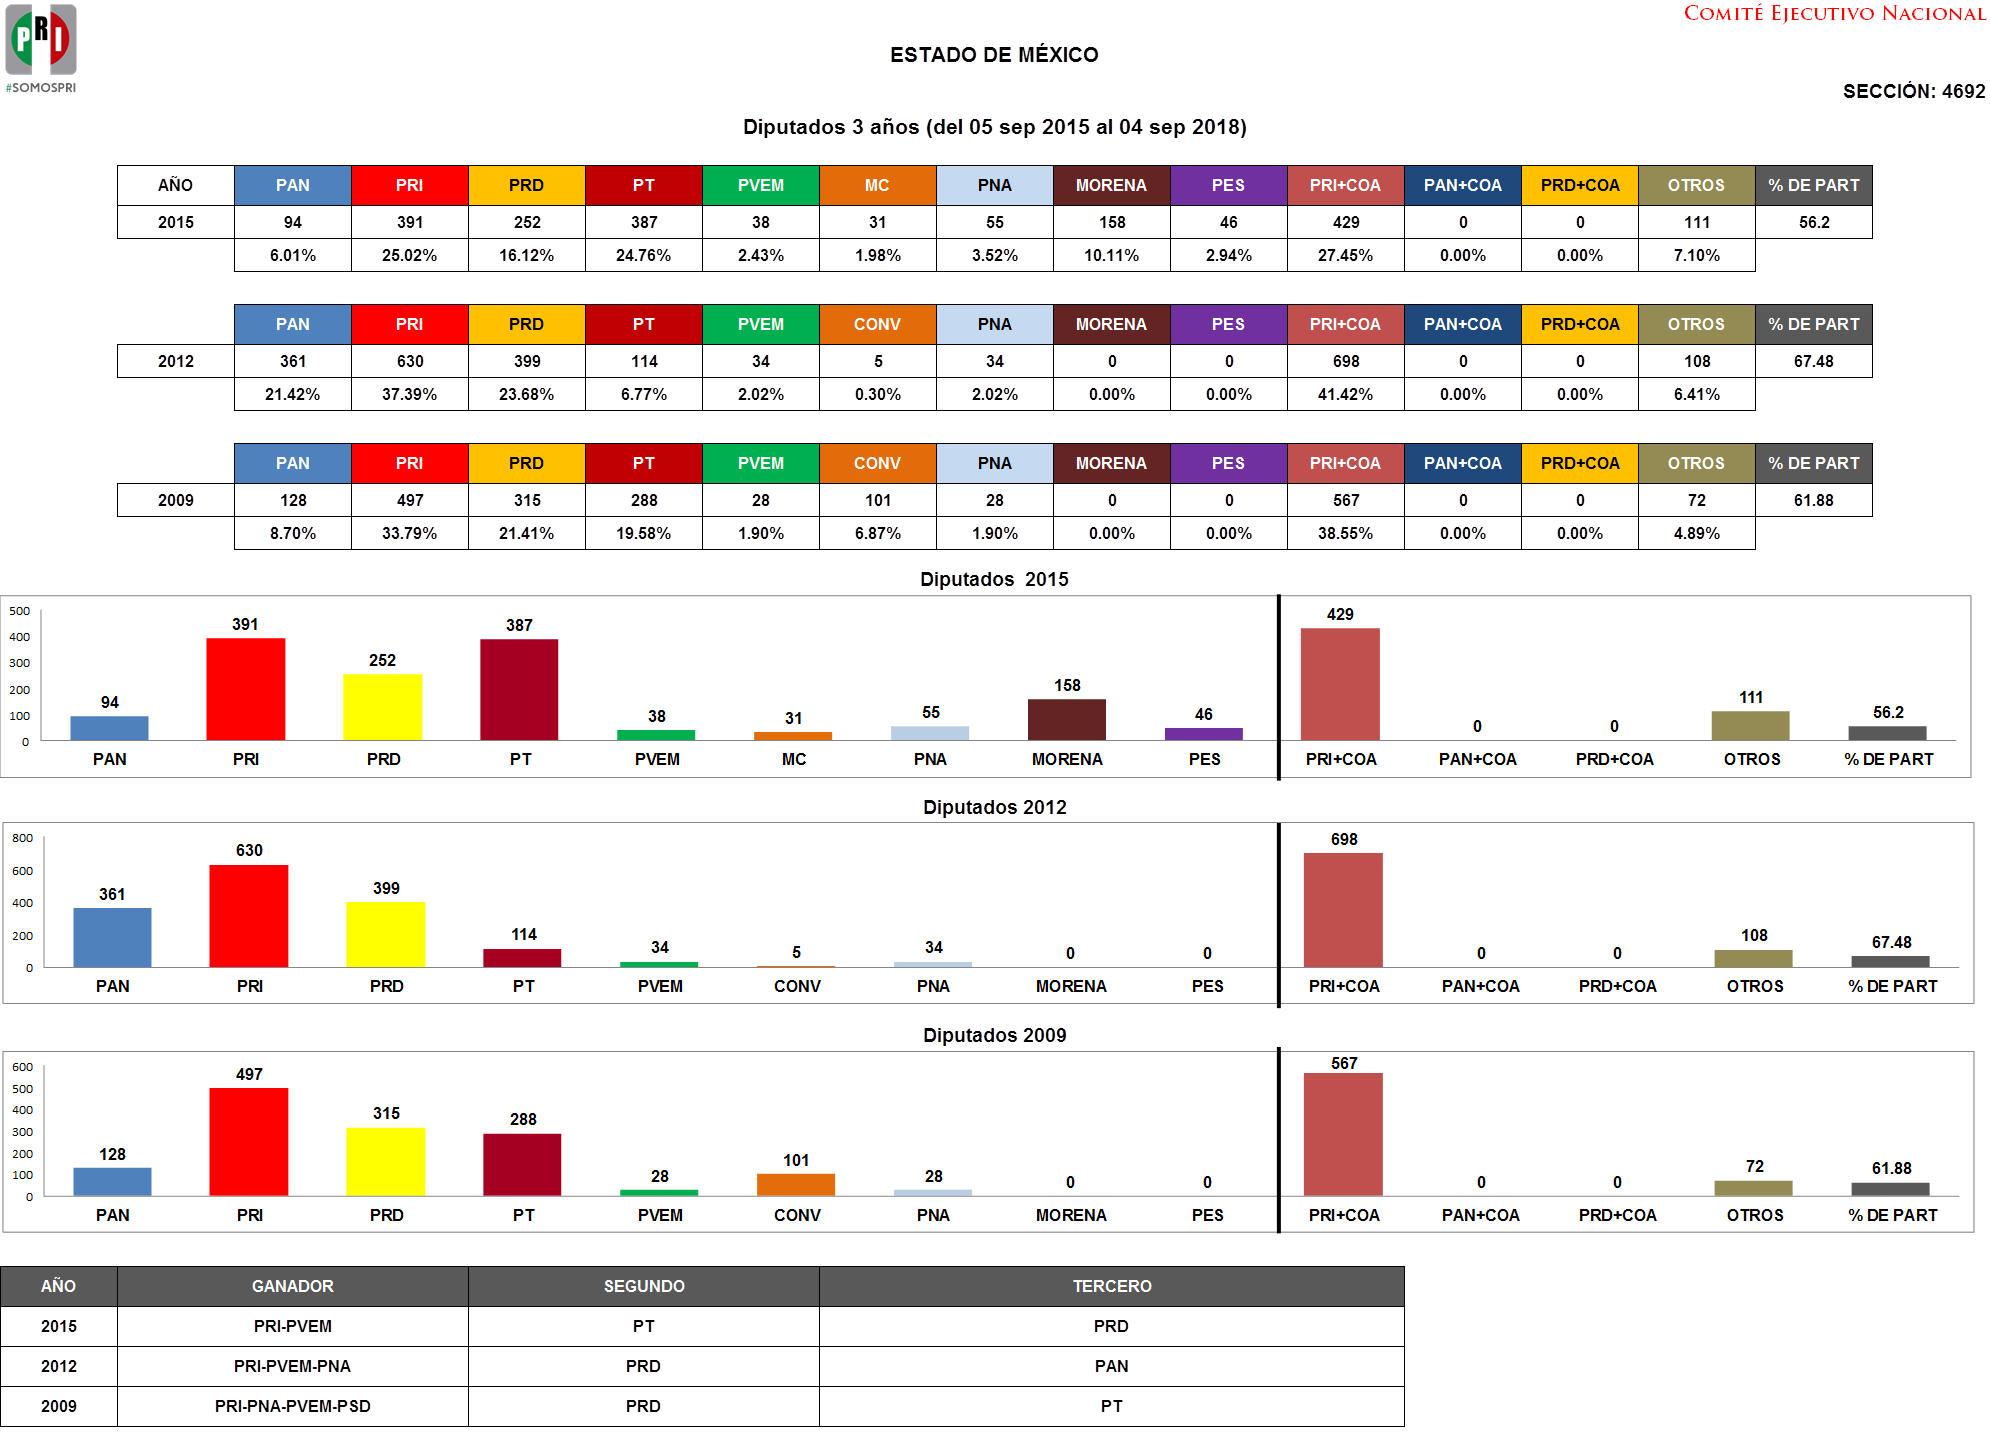 PRI
#SOMOSPRI
COMITÉ EJECUTIVO NACIONAL
ESTADO DE MÉXICO
SECCIÓN: 4692
Diputados 3 años (del 05 sep 2015 al 04 sep 2018)
AÑO PAN PRI PRD PT PVEM MC PNA MORENA PES PRI+COA PAN+COA PRD+COA OTROS % DE PART
2015 94 391 252 387 38 31 55 158 46 429 0 0 111 56.2
6.01% 25.02% 16.12% 24.76% 2.43% 1.98% 3.52% 10.11% 2.94% 27.45% 0.00% 0.00% 7.10%
PAN PRI PRD PT PVEM CONV PNA MORENA PES PRI+COA PAN+COA PRD+COA OTROS % DE PART
2012 361 630 399 114 34 5 34 0 0 698 0 0 108 67.48
21.42% 37.39% 23.68% 6.77% 2.02% 0.30% 2.02% 0.00% 0.00% 41.42% 0.00% 0.00% 6.41%
PAN PRI PRD PT PVEM CONV PNA MORENA PES PRI+COA PAN+COA PRD+COA OTROS % DE PART
2009 128 497 315 288 28 101 28 0 0 567 0 0 72 61.88
8.70% 33.79% 21.41% 19.58% 1.90% 6.87% 1.90% 0.00% 0.00% 38.55% 0.00% 0.00% 4.89%
Diputados 2015
500
400
300
200
100
0
94 391 252 387 38 31 55 158 46 429 0 0 111 56.2
PAN PRI PRD PT PVEM MC PNA MORENA PES PRI+COA PAN+COA PRD+COA OTROS % DE PART
Diputados 2012
800
600
400
200
0
361 630 399 114 34 5 34 0 0 698 0 0 108 67.48
PAN PRI PRD PT PVEM CONV PNA MORENA PES PRI+COA PAN+COA PRD+COA OTROS % DE PART
Diputados 2009
600
500
400
300
200
100
0
128 497 315 288 28 101 28 0 0 567 0 0 72 61.88
PAN PRI PRD PT PVEM CONV PNA MORENA PES PRI+COA PAN+COA PRD+COA OTROS % DE PART
AÑO GANADOR SEGUNDO TERCERO
2015 PRI-PVEM PT PRD
2012 PRI-PVEM-PNA PRD PAN
2009 PRI-PNA-PVEM-PSD PRD PT